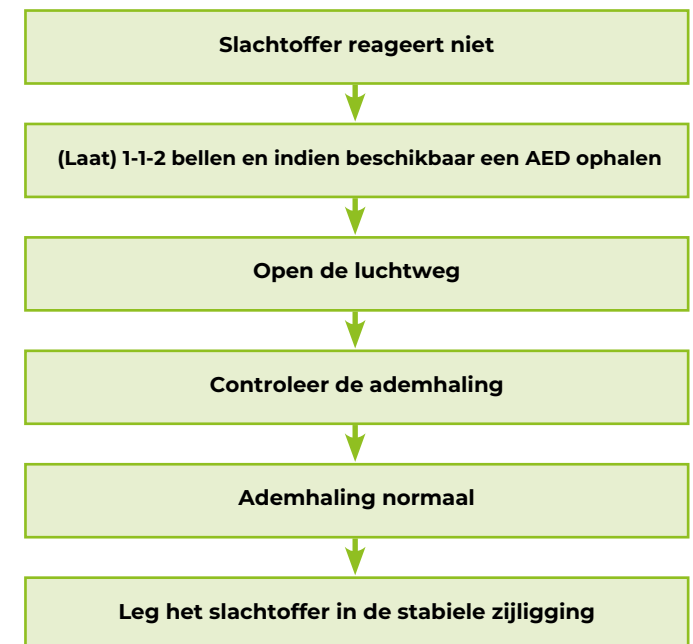 Slachtoffer reageert niet
(Laat) 1-1-2 bellen en indien beschikbaar een AED ophalen
Open de luchtweg
Controleer de ademhaling
Ademhaling normaal
Leg het slachtoffer in de stabiele zijligging